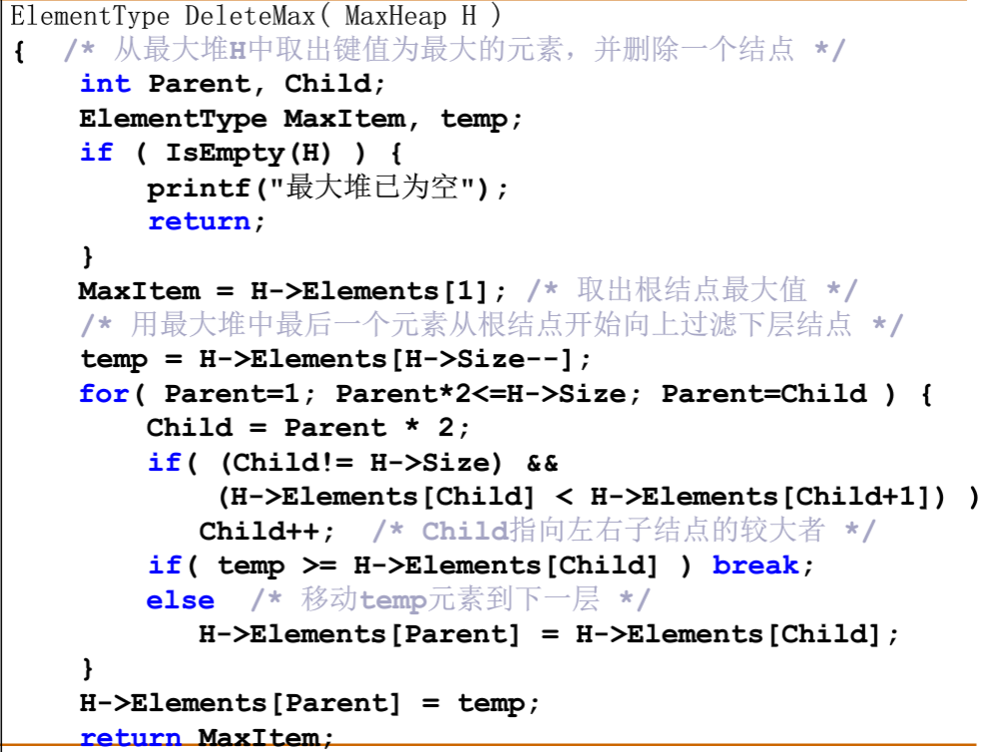 ElementType DeleteMax( MaxHeap H )
{ /* 从最大堆H中取出键值为最大的元素，并删除一个结点 */
int Parent, Child;
ElementType MaxItem, temp;
if ( IsEmpty(H) ) {
printf("最大堆已为空");
return;
}
MaxItem = H->Elements[1]; /* 取出根结点最大值 */
/* 用最大堆中最后一个元素从根结点开始向上过滤下层结点 */
temp = H->Elements[H->Size--];
for( Parent=1; Parent*2<=H->Size; Parent=Child ) {
Child = Parent * 2;
if( (Child!= H->Size) &&
(H->Elements[Child] < H->Elements[Child+1]) )
Child++; /* Child指向左右子结点的较大者 */
if( temp >= H->Elements[Child] ) break;
else /* 移动temp元素到下一层 */
H->Elements[Parent] = H->Elements[Child];
}
H->Elements[Parent] = temp;
return MaxItem;